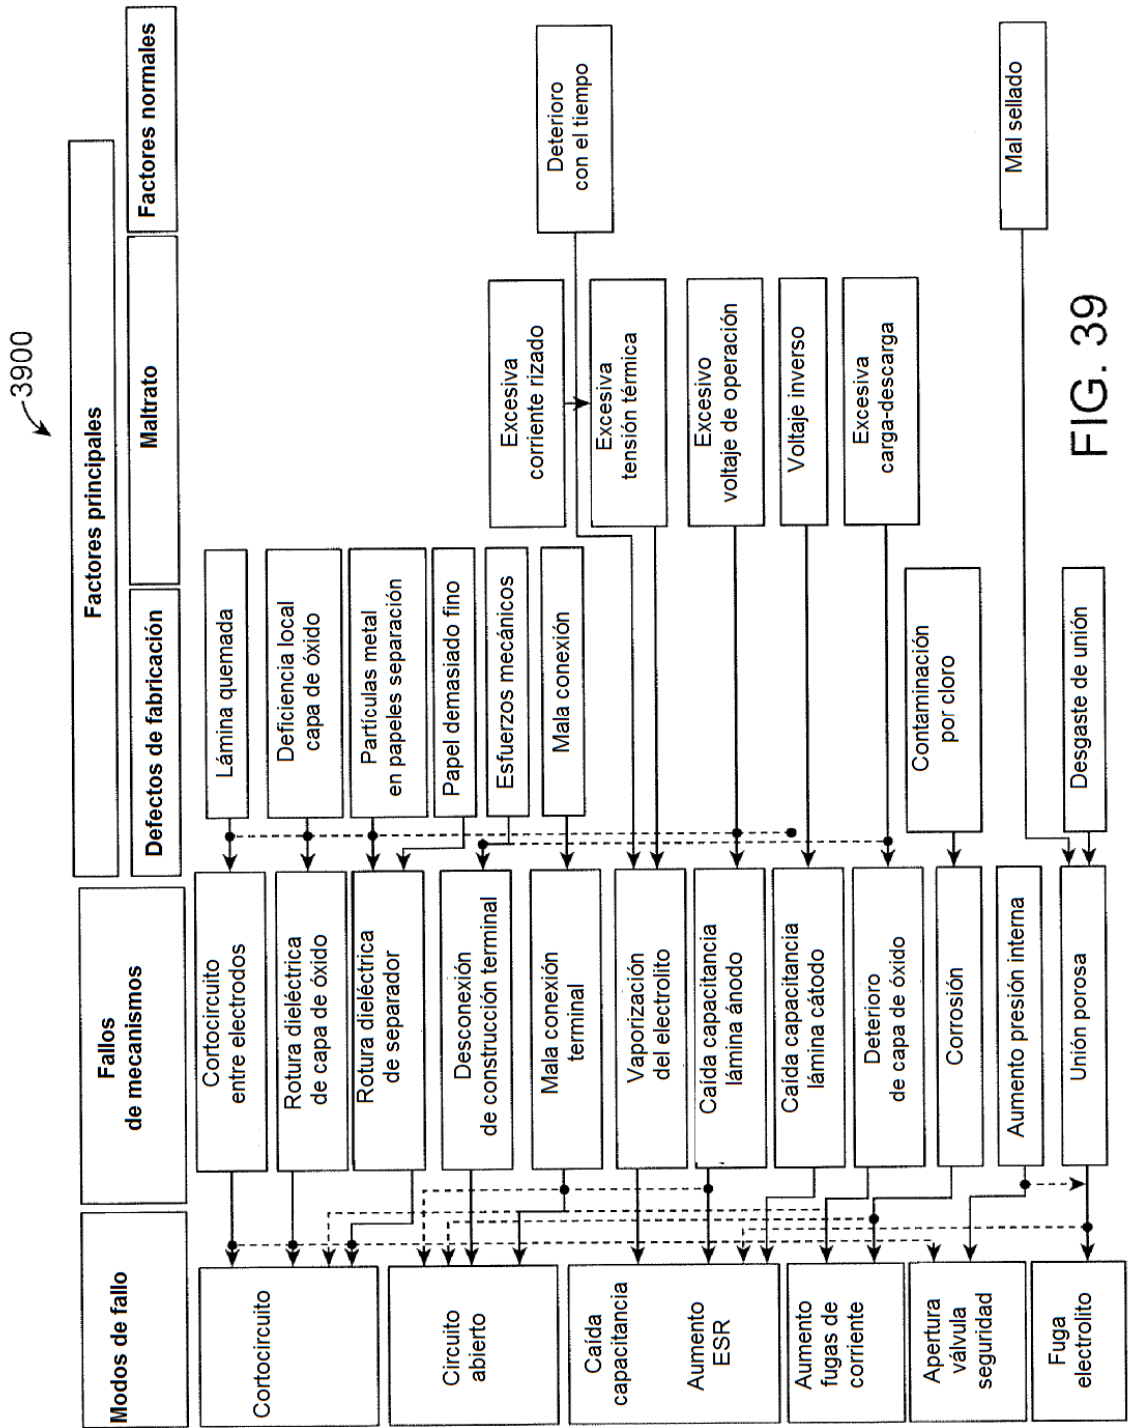 3900
Factores principales
Modos de fallo
Fallos
de mecanismos
Defectos de fabricación
Maltrato
Factores normales
Cortocircuito
Circuito
abierto
Caída
capacitancia
Aumento
ESR
Aumento
fugas de
corriente
Apertura
válvula
seguridad
Fuga
electrolito
Cortocircuito
entre electrodos
Rotura dieléctrica
de capa de óxido
Rotura dieléctrica
de separador
Desconexión
de construcción terminal
Mala conexión
terminal
Vaporización
del electrolito
Caída capacitancia
lámina ánodo
Caída capacitancia
lámina cátodo
Deterioro
de capa de óxido
Corrosión
Aumento presión interna
Unión porosa
Lámina quemada
Deficiencia local
capa de óxido
Partículas metal
en papeles separación
Papel demasiado fino
Esfuerzos mecánicos
Mala conexión
Contaminación
por cloro
Desgaste de unión
Excesiva
corriente rizado
Excesiva
tensión térmica
Excesivo
voltaje de operación
Voltaje inverso
Excesiva
carga-descarga
Deterioro
con el tiempo
Mal sellado
FIG. 39